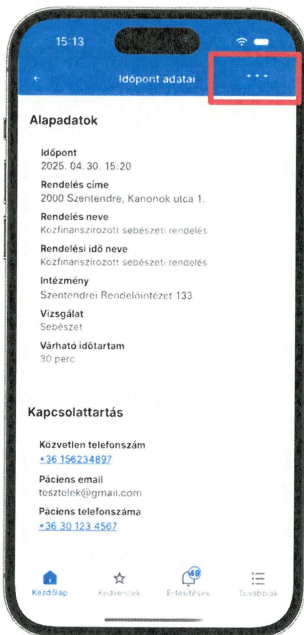 15:13
Időpont adatai
Alapadatok
Időpont
2025. 04. 30. 15:20
Rendelés címe
2000 Szentendre, Kanonok utca 1.
Rendelés neve
Közfinanszírozott sebészeti rendelés
Rendelési idő neve
Közfinanszírozott sebészeti rendelés
Intézmény
Szentendrei Rendelőintézet 133
Vizsgálat
Sebészet
Várható időtartam
30 perc
Kapcsolattartás
Közvetlen telefonszám
+36 156234897
Páciens email
tesztelek@gmail.com
Páciens telefonszáma
+36 30 123 4567
49
Kezdőlap
Kedvencek
Értesítések
Továbbiak